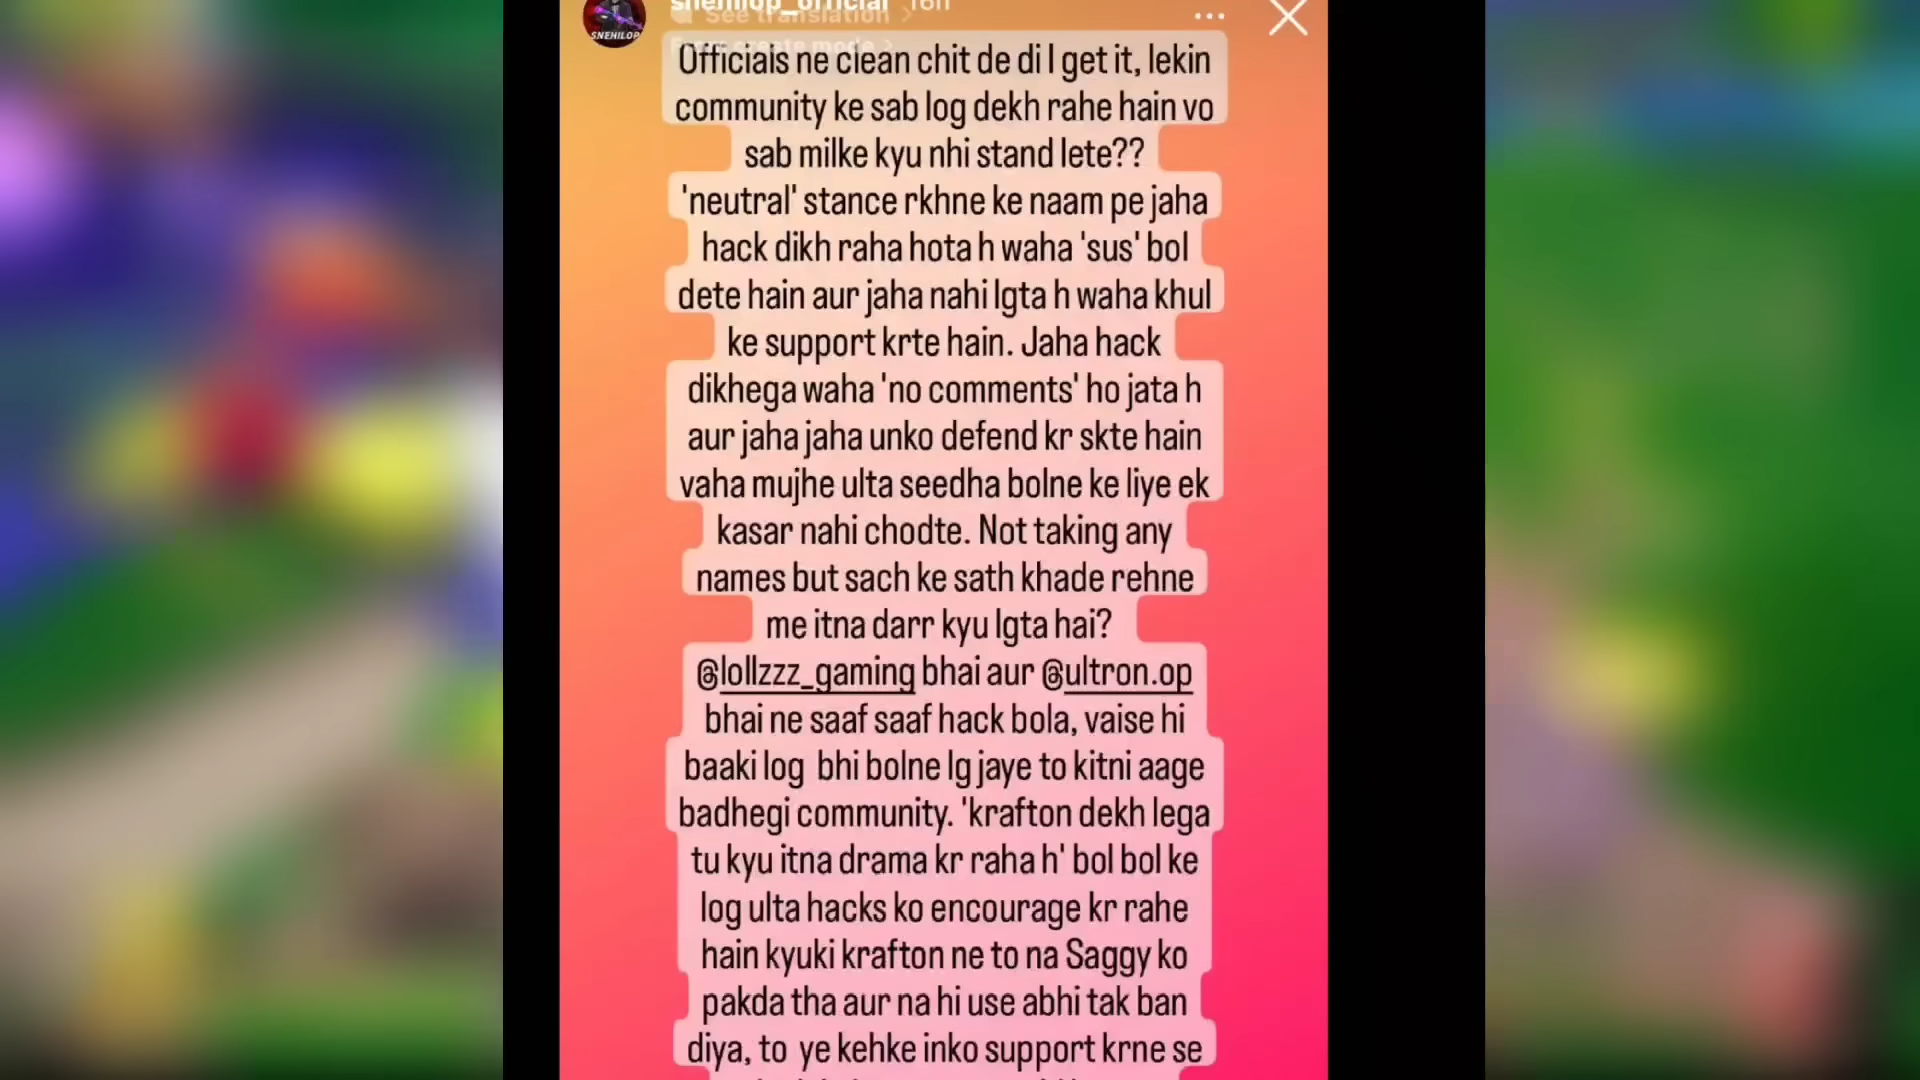 snehilop_official 16h
See translation >
SNEHILOP
From create mode >
Officials ne clean chit de di I get it, lekin
community ke sab log dekh rahe hain vo
sab milke kyu nhi stand lete??
'neutral' stance rkhne ke naam pe jaha
hack dikh raha hota h waha 'sus' bol
dete hain aur jaha nahi lgta h waha khul
ke support krte hain. Jaha hack
dikhega waha 'no comments' ho jata h
aur jaha jaha unko defend kr skte hain
vaha mujhe ulta seedha bolne ke liye ek
kasar nahi chodte. Not taking any
names but sach ke sath khade rehne
me itna darr kyu lgta hai?
@lollzzz_gaming bhai aur @ultron.op
bhai ne saaf saaf hack bola, vaise hi
baaki log bhi bolne lg jaye to kitni aage
badhegi community. 'krafton dekh lega
tu kyu itna drama kr raha h' bol bol ke
log ulta hacks ko encourage kr rahe
hain kyuki krafton ne to na Saggy ko
pakda tha aur na hi use abhi tak ban
diya, to ye kehke inko support krne se